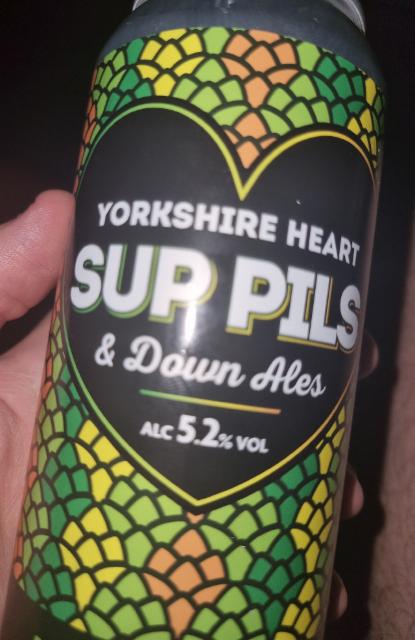 YORKSHIRE HEART
SUP PILS
& Down Ales
ALC 5.2% VOL